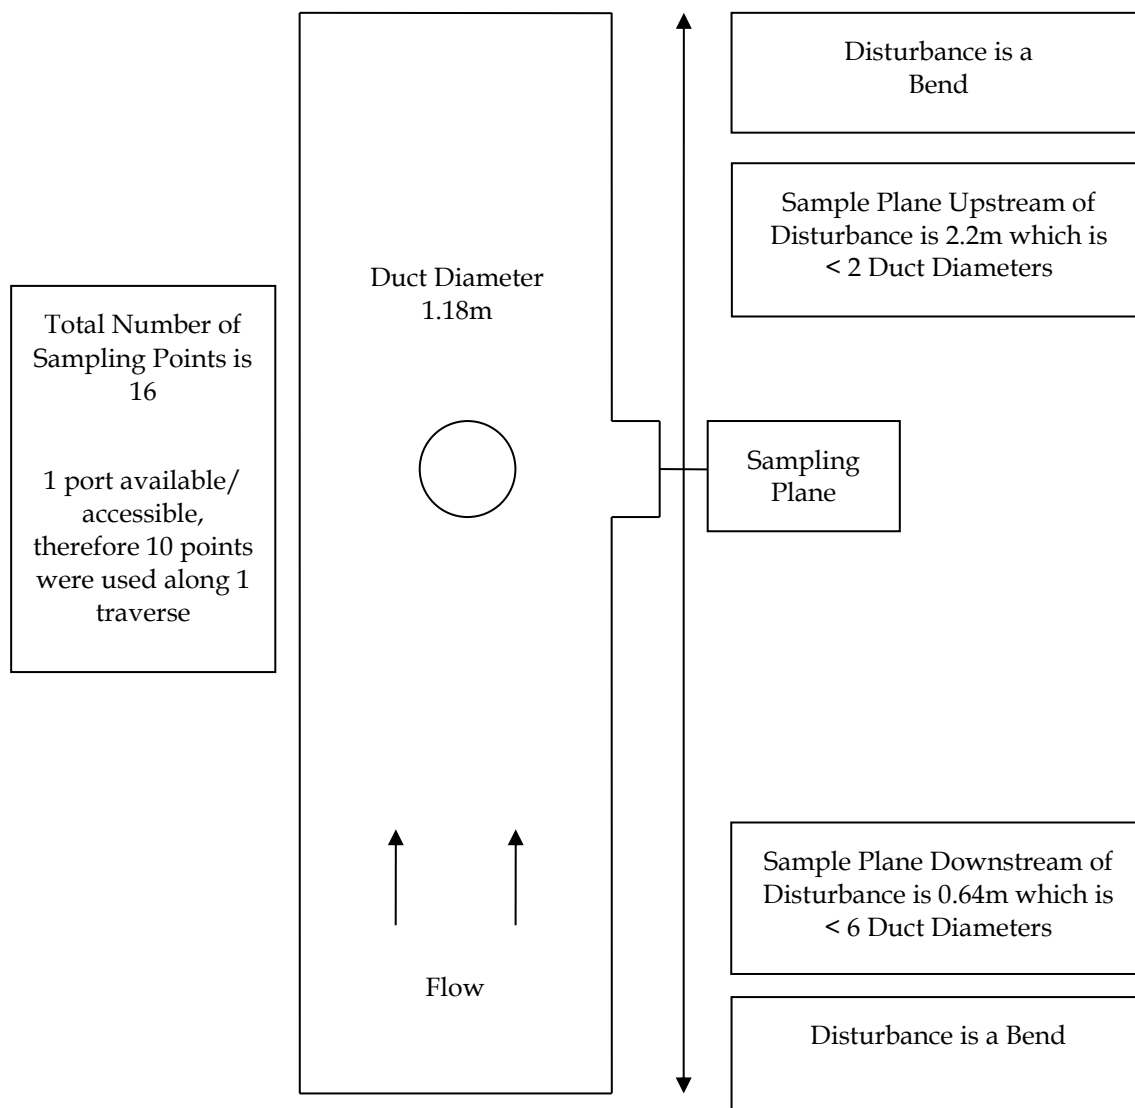 Disturbance is a
Bend
Sample Plane Upstream of
Disturbance is 2.2m which is
< 2 Duct Diameters
Duct Diameter
1.18m
Total Number of
Sampling Points is
16
1 port available/
accessible,
therefore 10 points
were used along 1
traverse
Sampling
Plane
Sample Plane Downstream of
Disturbance is 0.64m which is
< 6 Duct Diameters
Flow
Disturbance is a Bend